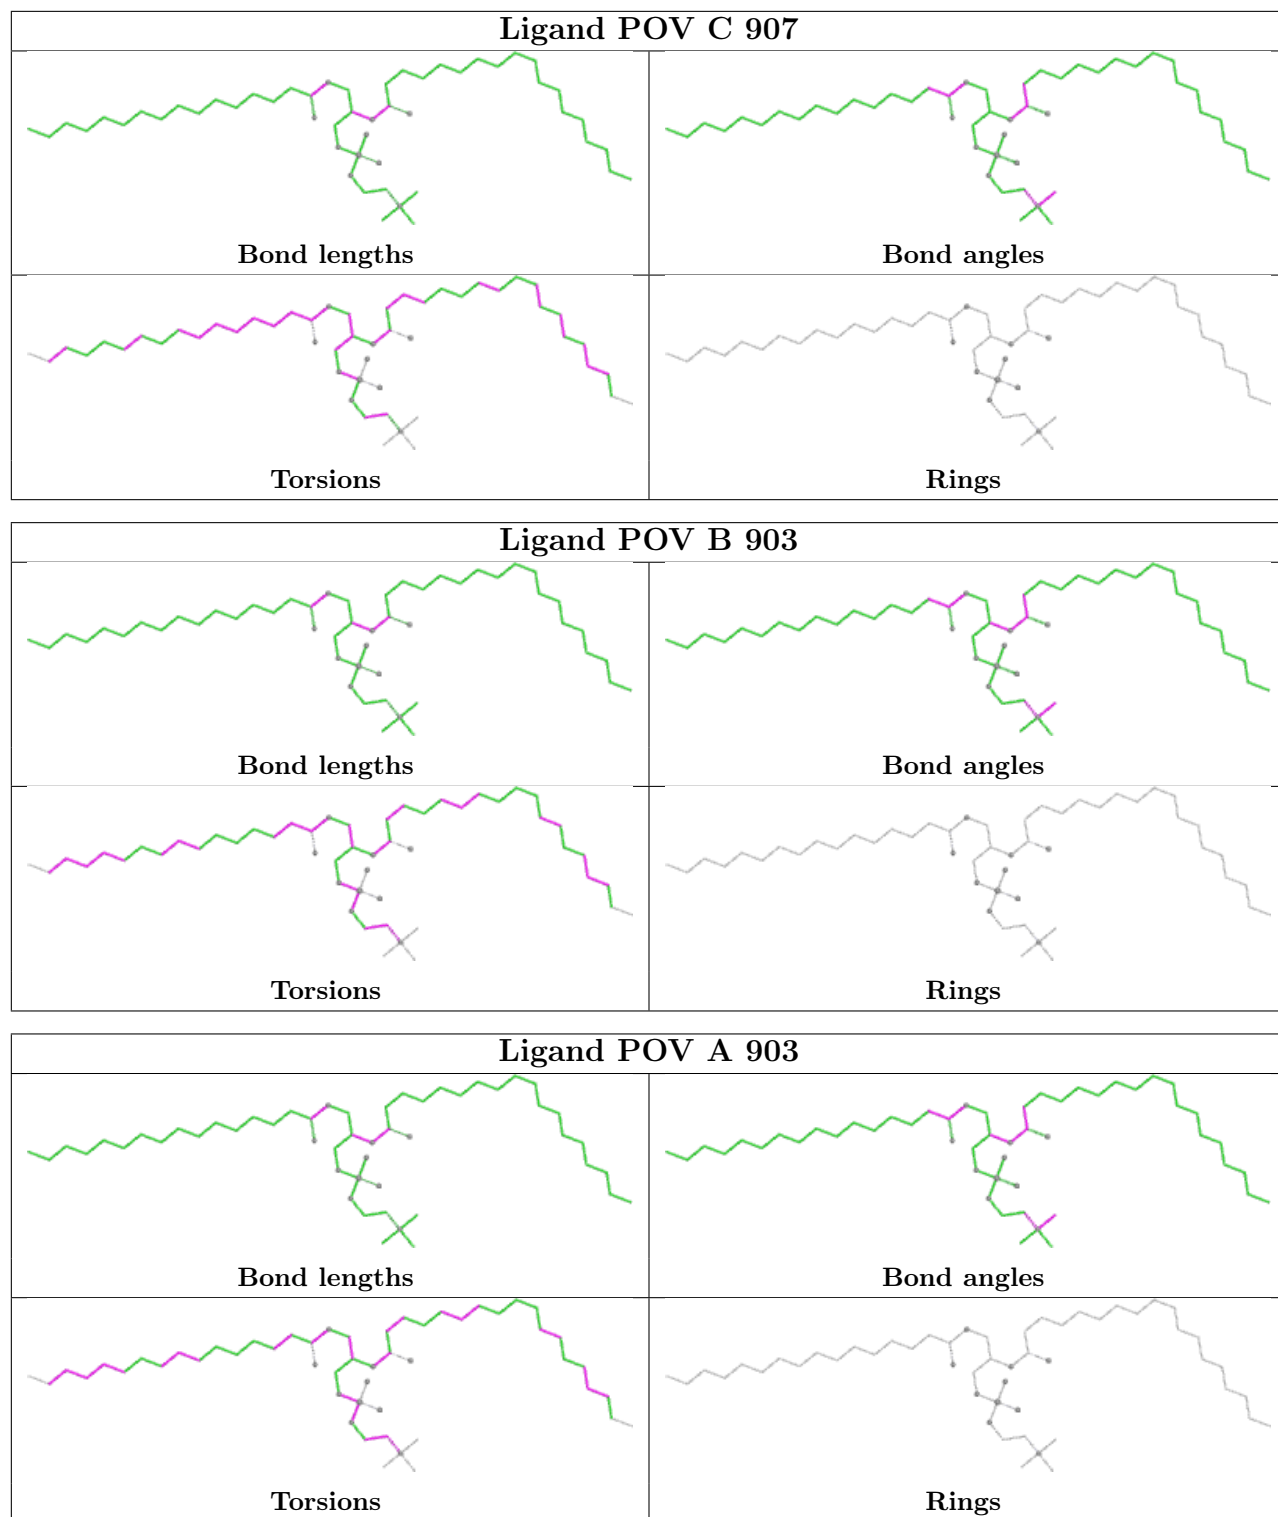 Ligand POV C 907
Bond lengths
Bond angles
Torsions
Rings
Ligand POV B 903
Bond lengths
Bond angles
Torsions
Rings
Ligand POV A 903
Bond lengths
Bond angles
Torsions
Rings